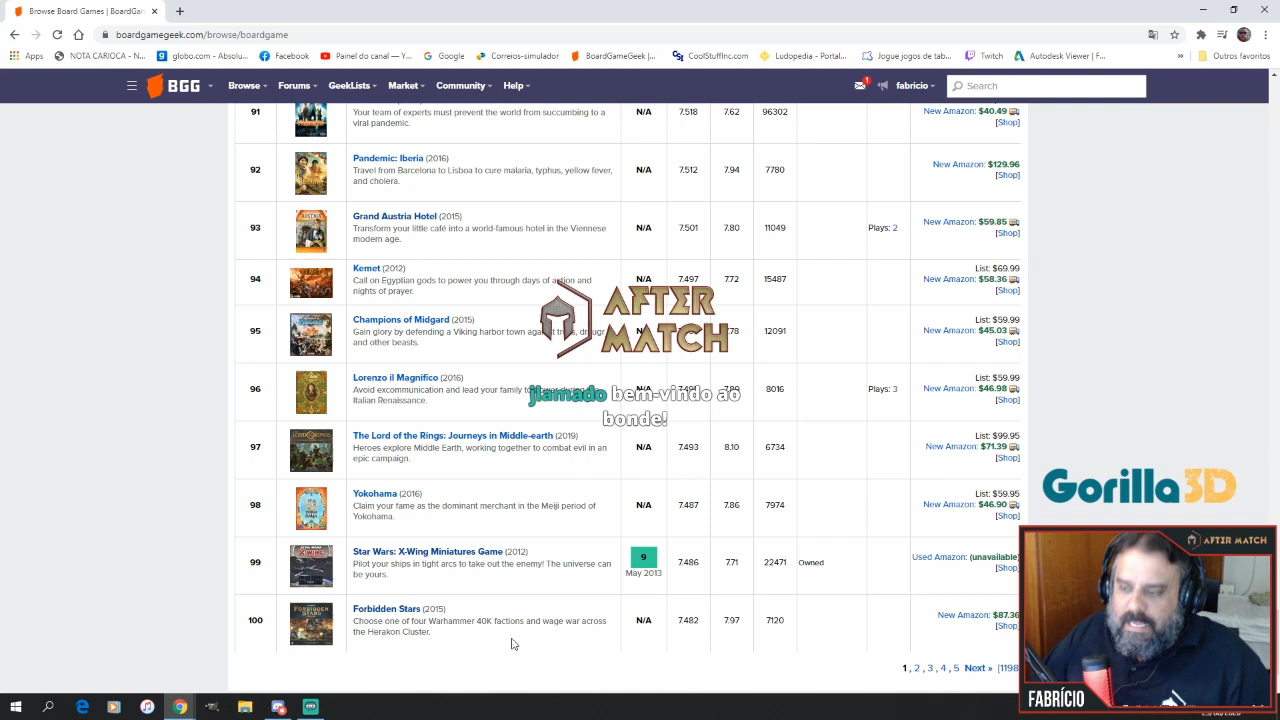 Browse Board Games | BoardGam
boardgamegeek.com/browse/boardgame
Apps NOTA CARIOCA – N... globo.com - Absolu... Facebook Painel do canal — Y... Google Correios-simulador BoardGameGeek CoolStuffInc.com Ludopedia - Portal... Jogue jogos de tab... Twitch Autodesk Viewer | F... » Outros favoritos
BGG Browse Forums GeekLists Market Community Help 1 fabricio Search
91 Your team of experts must prevent the world from succumbing to a viral pandemic. N/A 7.518 7.62 96302 New Amazon: $40.49 [Shop]
92 Pandemic: Iberia (2016) N/A 7.512 7.94 7780 New Amazon: $129.96 [Shop]
Travel from Barcelona to Lisboa to cure malaria, typhus, yellow fever,
and cholera.
93 Grand Austria Hotel (2015) N/A 7.501 7.80 11049 Plays: 2 New Amazon: $59.85 [Shop]
Transform your little café into a world-famous hotel in the Viennese
modern age.
94 Kemet (2012) N/A 7.497 7.72 15487 List: $69.99 New Amazon: $58.36 [Shop]
Call on Egyptian gods to power you through days of action and
nights of prayer.
AFTER
MATCH
95 Champions of Midgard (2015) 12091 List: $59.99 New Amazon: $45.03 [Shop]
Gain glory by defending a Viking harbor town
and other beasts.
96 Lorenzo il Magnifico (2016) N/A 8016 Plays: 3 List: $59.99 New Amazon: $46.98 [Shop]
Avoid excommunication and lead your family
Italian Renaissance.
jlamado bem-vindo ao
bonde!
97 The Lord of the Rings: Journeys in Middle-earth (2019) N/A 7.493 8.10 6734 List: $99.95 New Amazon: $71.39 [Shop]
Heroes explore Middle Earth, working together to combat evil in an
epic campaign.
98 Yokohama (2016) N/A 7.487 7.86 7974 List: $59.95 New Amazon: $46.90 [Shop]
Claim your fame as the dominant merchant in the Meiji period of
Yokohama.
Gorilla3D
99 Star Wars: X-Wing Miniatures Game (2012) 9 May 2013 7.486 7.71 22471 Owned Used Amazon: (unavailable) [Shop]
Pilot your ships in tight arcs to take out the enemy! The universe can
be yours.
100 Forbidden Stars (2015) N/A 7.482 7.97 7120 New Amazon: $87.36 [Shop]
Choose one of four Warhammer 40K factions and wage war across
the Herakon Cluster.
1 , 2 , 3 , 4 , 5 Next » [1198
AFTER MATCH
FABRÍCIO